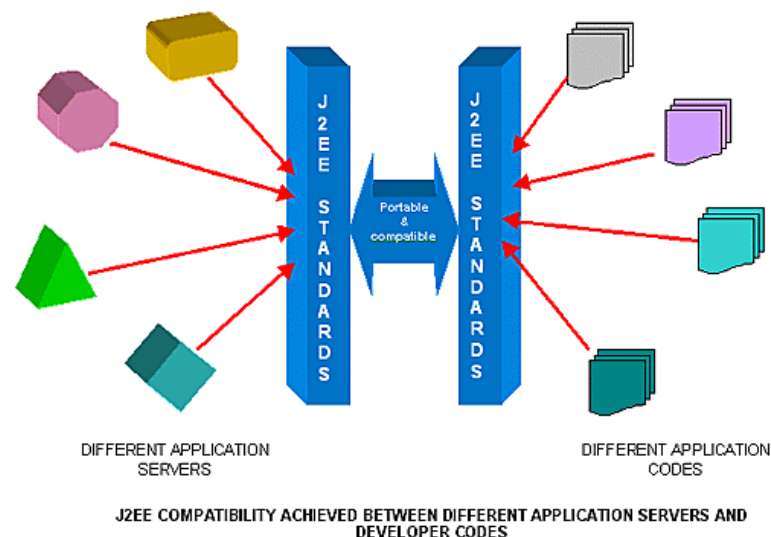 J2EE STANDARDS
Portable
&
compatible
J2EE STANDARDS
DIFFERENT APPLICATION
SERVERS
DIFFERENT APPLICATION
CODES
J2EE COMPATIBILITY ACHIEVED BETWEEN DIFFERENT APPLICATION SERVERS AND
DEVELOPER CODES